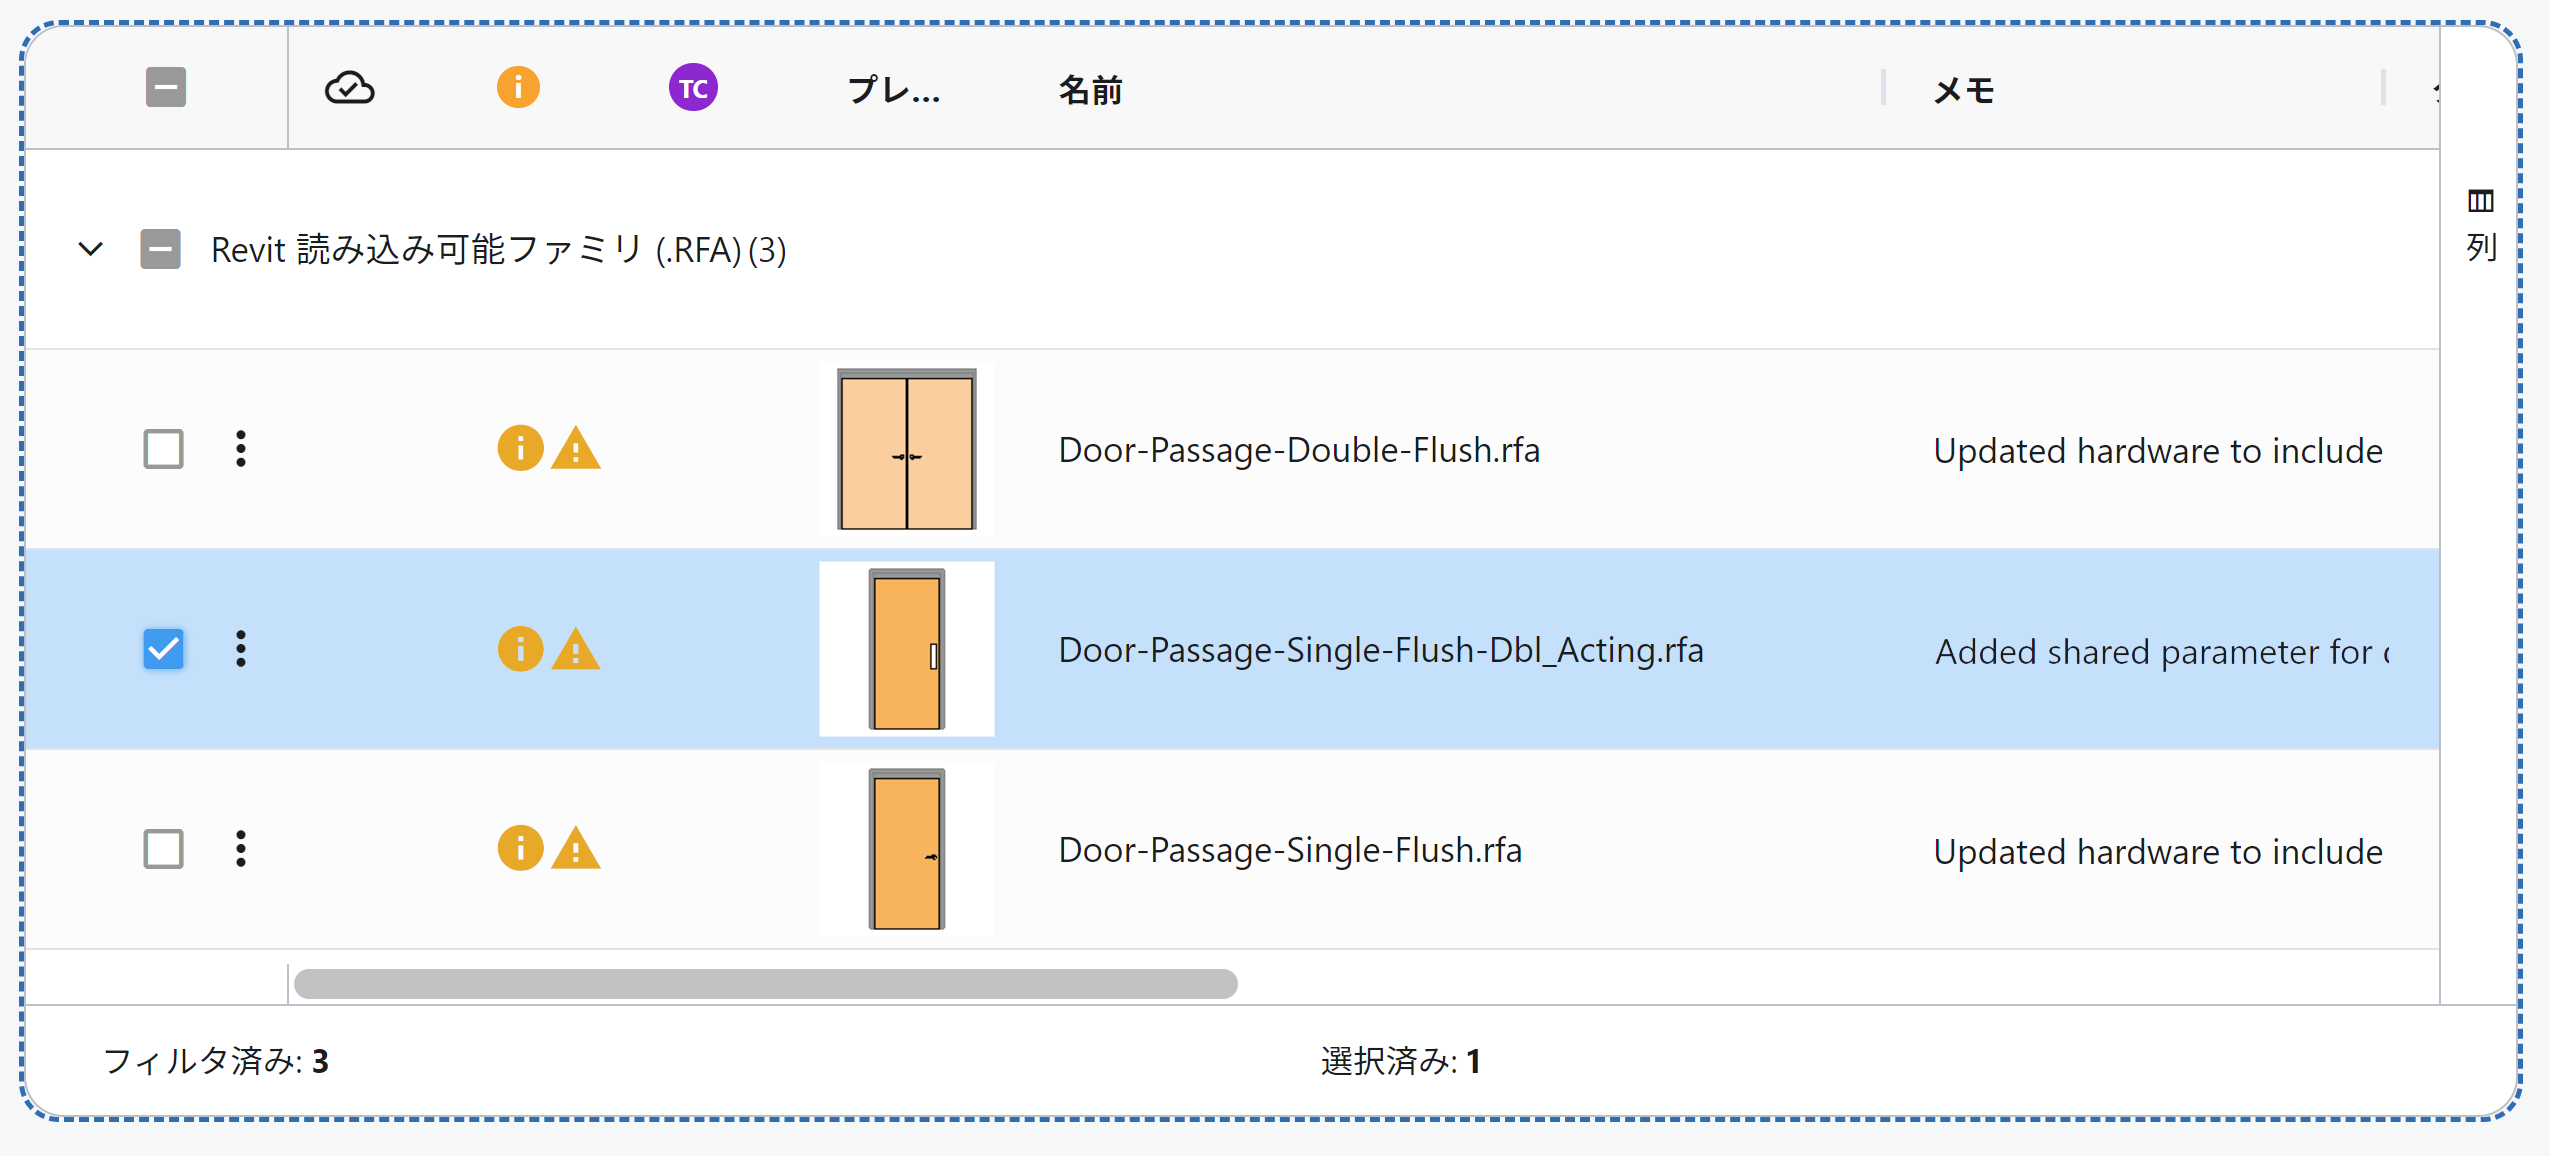 TC プレ... 名前 メモ
列
Revit 読み込み可能ファミリ (.RFA) (3)
Door-Passage-Double-Flush.rfa Updated hardware to include
Door-Passage-Single-Flush-Dbl_Acting.rfa Added shared parameter for
Door-Passage-Single-Flush.rfa Updated hardware to include
フィルタ済み: 3 選択済み: 1